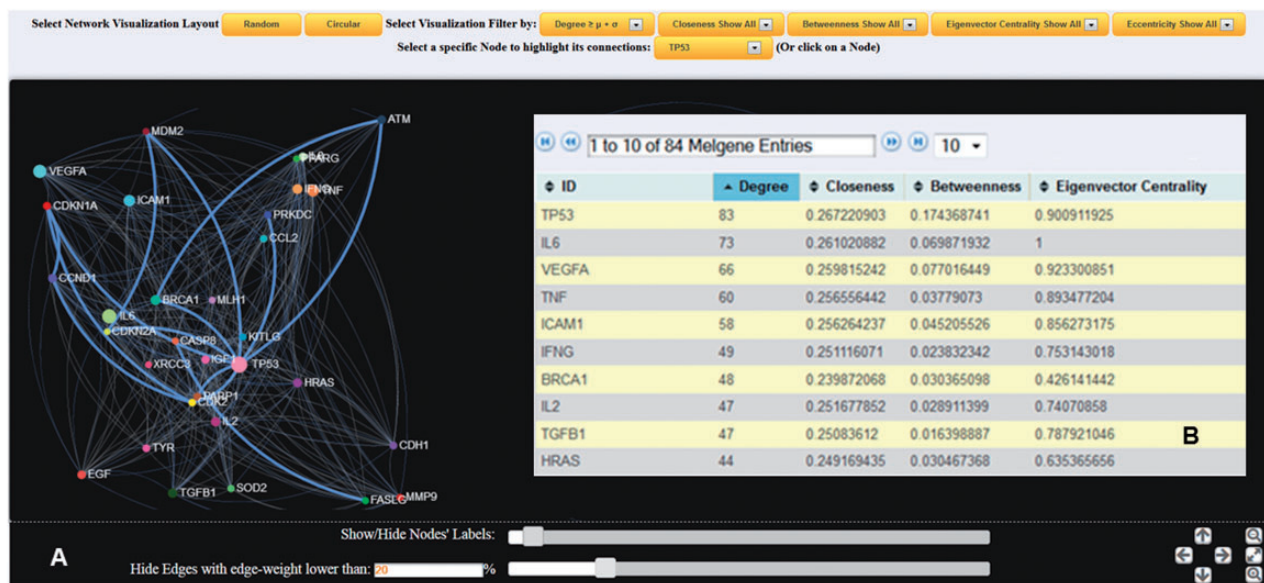 Select Network Visualization Layout Random Circular Select Visualization Filter by: Degree ≥ μ + σ Closeness Show All Betweenness Show All Eigenvector Centrality Show All Eccentricity Show All
Select a specific Node to highlight its connections: TP53 (Or click on a Node)
ATM
MDM2
PARG
VEGFA
IFNG TNF
ICAM1
CDKN1A
PRKDC
CCL2
CCND1
BRCA1 MLH1
IL6
CDKN2A
KITLG
CASP8
XRCC3 IGF1 TP53
HRAS
PARP1
CDK2
IL2
CDH1
TYR
EGF
SOD2
TGFB1
FASLG MMP9
1 to 10 of 84 Melgene Entries 10
ID Degree Closeness Betweenness Eigenvector Centrality
TP53 83 0.267220903 0.174368741 0.900911925
IL6 73 0.261020882 0.069871932 1
VEGFA 66 0.259815242 0.077016449 0.923300851
TNF 60 0.256556442 0.03779073 0.893477204
ICAM1 58 0.256264237 0.045205526 0.856273175
IFNG 49 0.251116071 0.023832342 0.753143018
BRCA1 48 0.239872068 0.030365098 0.426141442
IL2 47 0.251677852 0.028911399 0.74070858
TGFB1 47 0.25083612 0.016398887 0.787921046
HRAS 44 0.249169435 0.030467368 0.635365656
B
Show/Hide Nodes' Labels:
A
Hide Edges with edge-weight lower than: 20 %